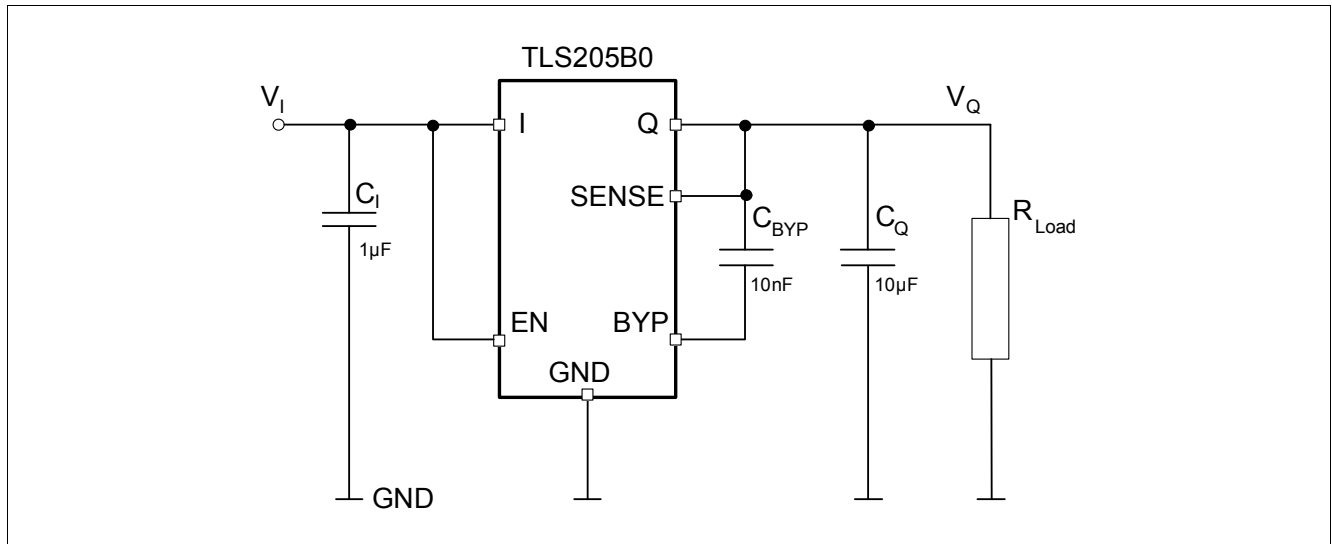 TLS205B0
V_I
V_Q
I
Q
SENSE
C_I
1µF
C_BYP
10nF
C_Q
10µF
R_Load
EN
BYP
GND
GND